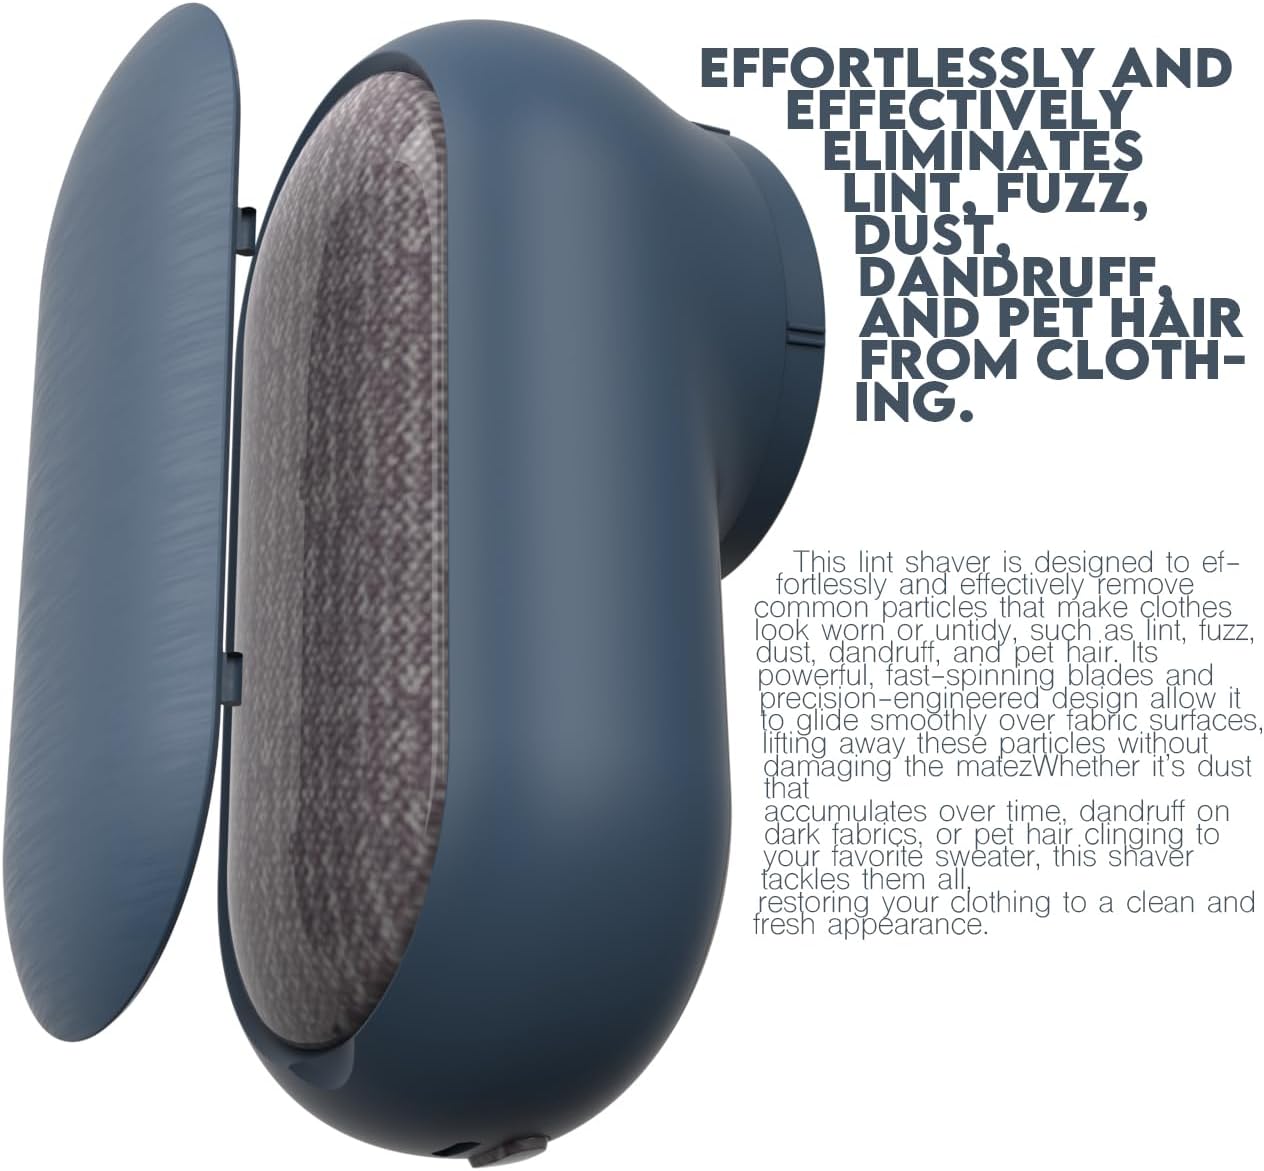 EFFORTLESSLY AND
EFFECTIVELY
ELIMINATES
LINT, FUZZ,
DUST,
DANDRUFF,
AND PET HAIR
FROM CLOTH-
ING.
This lint shaver is designed to ef-
fortlessly and effectively remove
common particles that make clothes
look worn or untidy, such as lint, fuzz,
dust, dandruff, and pet hair. Its
powerful, fast-spinning blades and
precision-engineered design allow it
to glide smoothly over fabric surfaces,
lifting away these particles without
damaging the matezWhether it's dust
that
accumulates over time, dandruff on
dark fabrics, or pet hair clinging to
your favorite sweater, this shaver
tackles them all,
restoring your clothing to a clean and
fresh appearance.